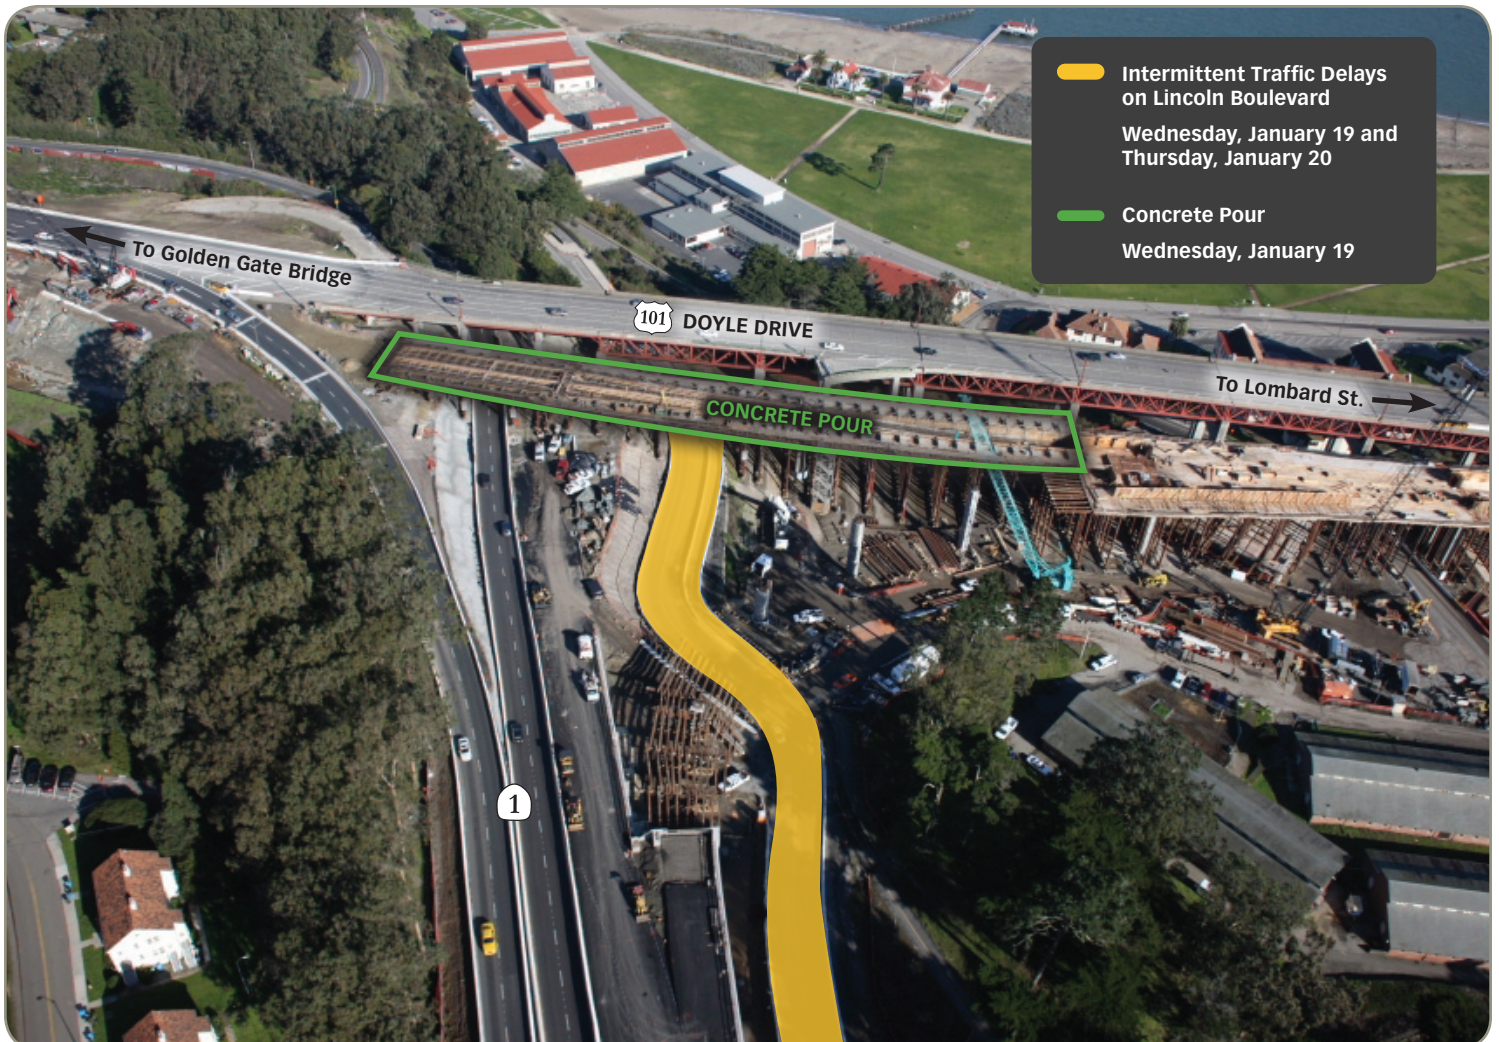 Intermittent Traffic Delays
on Lincoln Boulevard
Wednesday, January 19 and
Thursday, January 20
Concrete Pour
Wednesday, January 19
To Golden Gate Bridge
101 DOYLE DRIVE
To Lombard St.
CONCRETE POUR
1